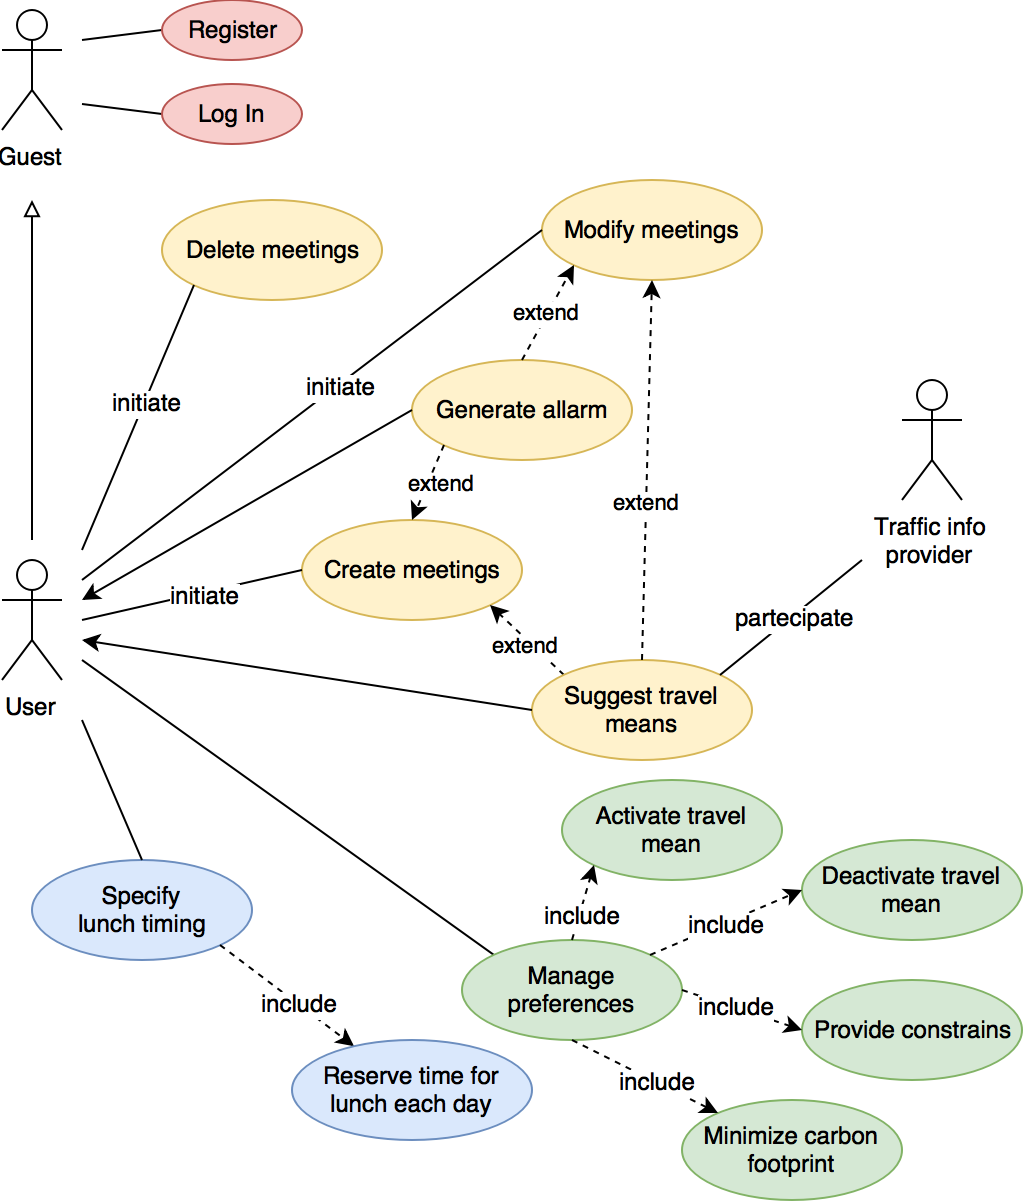 Register
Log In
Guest
Delete meetings
Modify meetings
extend
initiate
initiate
Generate allarm
extend
extend
Traffic info
provider
Create meetings
initiate
partecipate
extend
Suggest travel
means
User
Activate travel
mean
Deactivate travel
mean
Specify
lunch timing
include
include
Manage
preferences
include
include
Provide constrains
Reserve time for
lunch each day
include
Minimize carbon
footprint